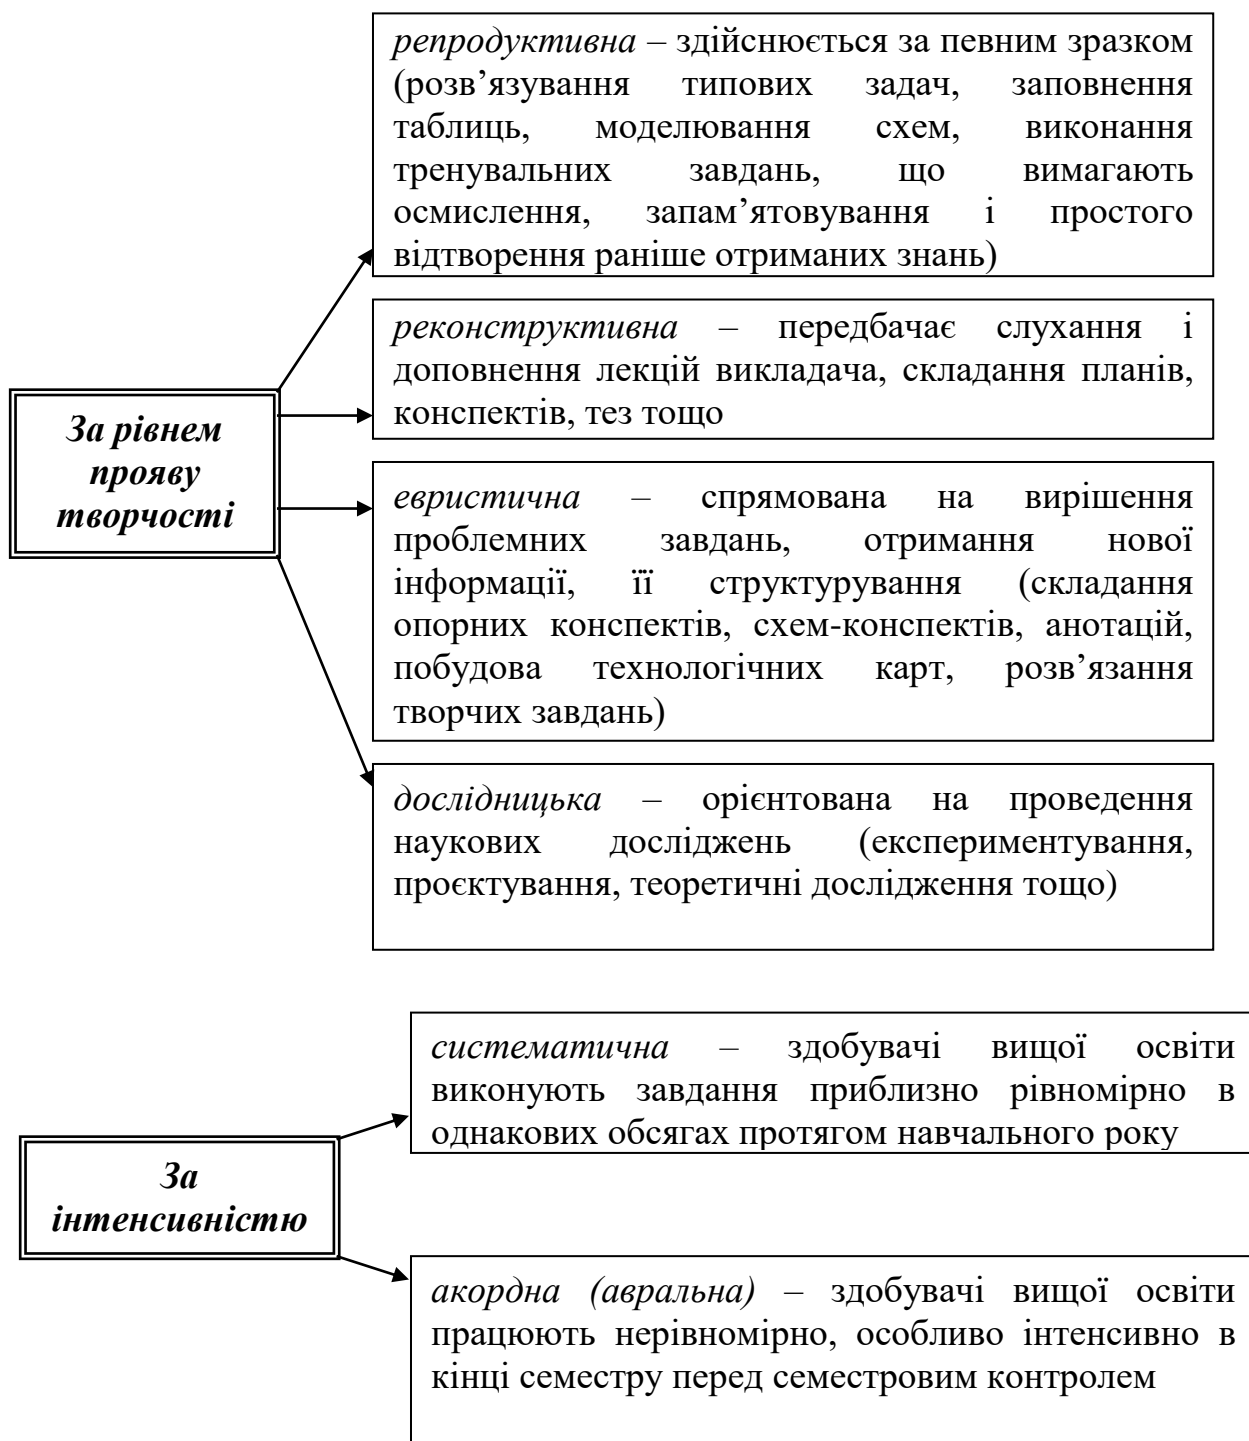 репродуктивна – здійснюється за певним зразком
(розв’язування типових задач, заповнення
таблиць, моделювання схем, виконання
тренувальних завдань, що вимагають
осмислення, запам’ятовування і простого
відтворення раніше отриманих знань)
реконструктивна – передбачає слухання і
доповнення лекцій викладача, складання планів,
конспектів, тез тощо
За рівнем
прояву
творчості
евристична – спрямована на вирішення
проблемних завдань, отримання нової
інформації, її структурування (складання
опорних конспектів, схем-конспектів, анотацій,
побудова технологічних карт, розв’язання
творчих завдань)
дослідницька – орієнтована на проведення
наукових досліджень (експериментування,
проєктування, теоретичні дослідження тощо)
систематична – здобувачі вищої освіти
виконують завдання приблизно рівномірно в
однакових обсягах протягом навчального року
За
інтенсивністю
акордна (авральна) – здобувачі вищої освіти
працюють нерівномірно, особливо інтенсивно в
кінці семестру перед семестровим контролем